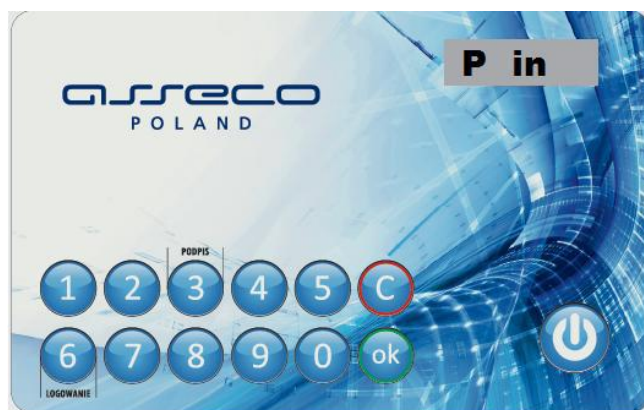 P in
asseco
POLAND
PODPIS
1 2 3 4 5 C
6 7 8 9 0 ok
LOGOWANIE